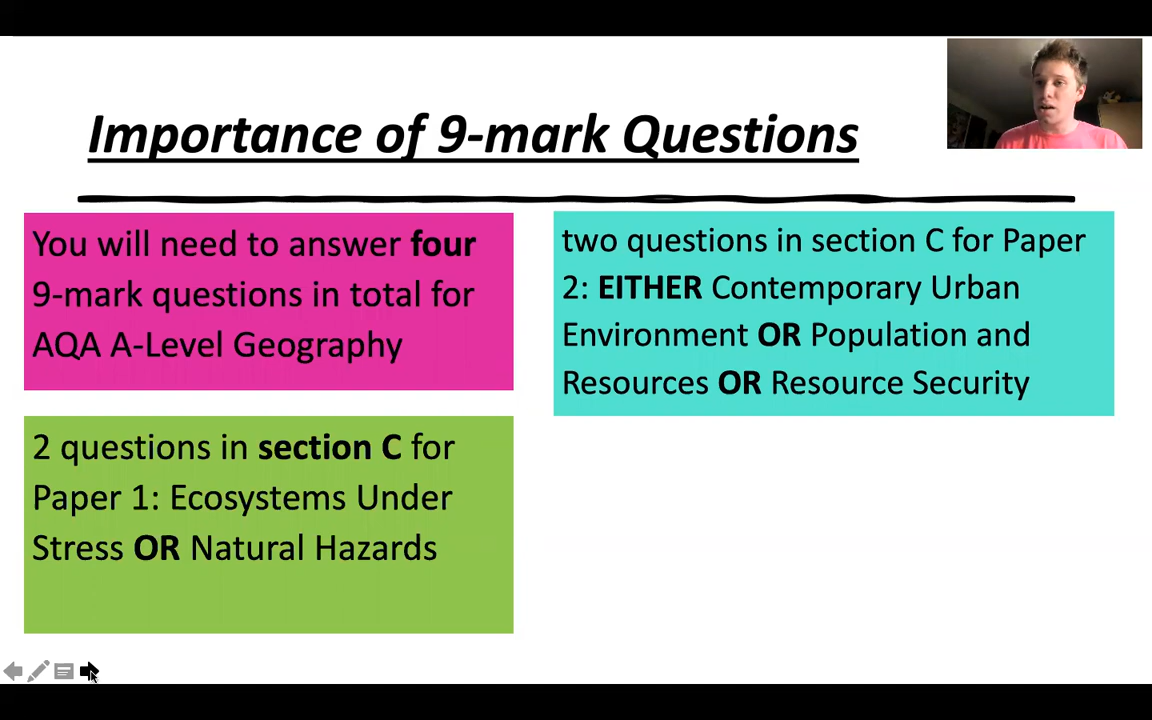 Importance of 9-mark Questions
You will need to answer four
9-mark questions in total for
AQA A-Level Geography
2 questions in section C for
Paper 1: Ecosystems Under
Stress OR Natural Hazards
two questions in section C for Paper
2: EITHER Contemporary Urban
Environment OR Population and
Resources OR Resource Security